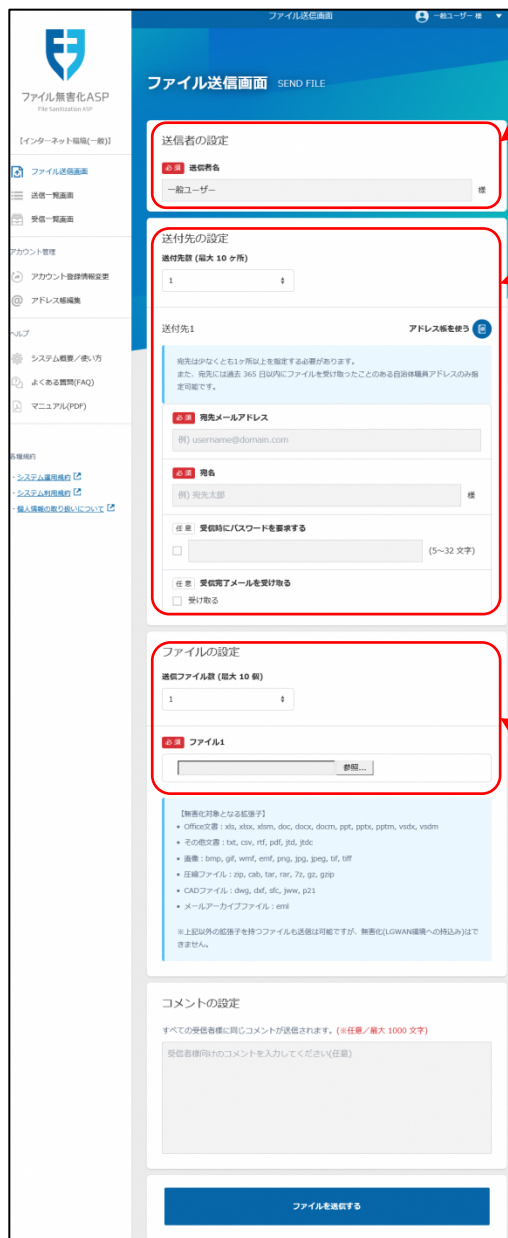 ファイル送信画面
一般ユーザー 様
ファイル無害化ASP
File Sanitization ASP
【インターネット環境(一般)】
ファイル送信画面
送信一覧画面
受信一覧画面
アカウント管理
アカウント登録情報変更
アドレス帳編集
ヘルプ
システム概要/使い方
よくある質問(FAQ)
マニュアル(PDF)
各種規約
・システム運用規約
・システム利用規約
・個人情報の取り扱いについて
ファイル送信画面 SEND FILE
送信者の設定
必須 送信者名
一般ユーザー 様
送付先の設定
送付先数 (最大 10 ヶ所)
1
送付先1 アドレス帳を使う
宛先は少なくとも1ヶ所以上を指定する必要があります。
また、宛先には過去 365 日以内にファイルを受け取ったことのある自治体職員アドレスのみ指
定可能です。
必須 宛先メールアドレス
例) username@domain.com
必須 宛名
例) 宛先太郎 様
任意 受信時にパスワードを要求する
(5~32 文字)
任意 受信完了メールを受け取る
受け取る
ファイルの設定
送信ファイル数 (最大 10 個)
1
必須 ファイル1
参照...
【無害化対象となる拡張子】
• Office文書 : xls, xlsx, xlsm, doc, docx, docm, ppt, pptx, pptm, vsdx, vsdm
• その他文書 : txt, csv, rtf, pdf, jtd, jtdc
• 画像 : bmp, gif, wmf, emf, png, jpg, jpeg, tif, tiff
• 圧縮ファイル : zip, cab, tar, rar, 7z, gz, gzip
• CADファイル : dwg, dxf, sfc, jww, p21
• メールアーカイブファイル : eml
※上記以外の拡張子を持つファイルも送信は可能ですが、無害化(LGWAN環境への持込み)はで
きません。
コメントの設定
すべての受信者様に同じコメントが送信されます。(※任意/最大 1000 文字)
受信者様向けのコメントを入力してください(任意)
ファイルを送信する